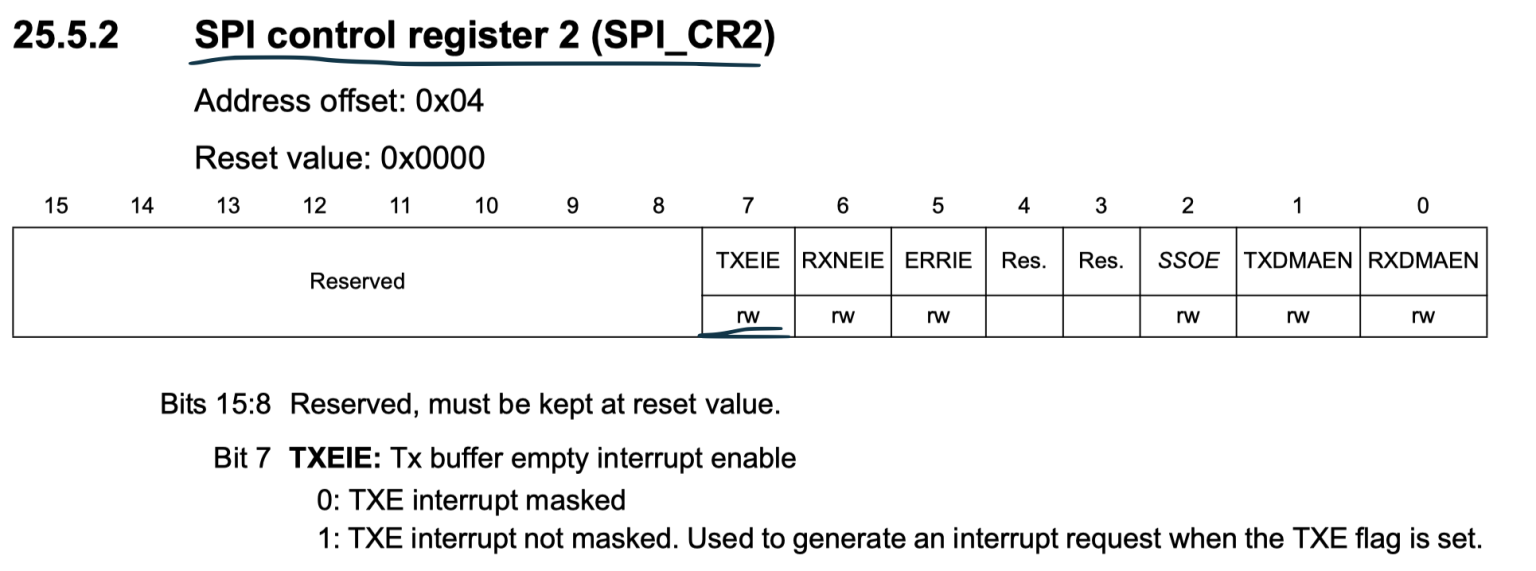 25.5.2 SPI control register 2 (SPI_CR2)
Address offset: 0x04
Reset value: 0x0000
15 14 13 12 11 10 9 8 7 6 5 4 3 2 1 0
Reserved TXEIE RXNEIE ERRIE Res. Res. SSOE TXDMAEN RXDMAEN
rw rw rw rw rw rw
Bits 15:8 Reserved, must be kept at reset value.
Bit 7 TXEIE: Tx buffer empty interrupt enable
0: TXE interrupt masked
1: TXE interrupt not masked. Used to generate an interrupt request when the TXE flag is set.